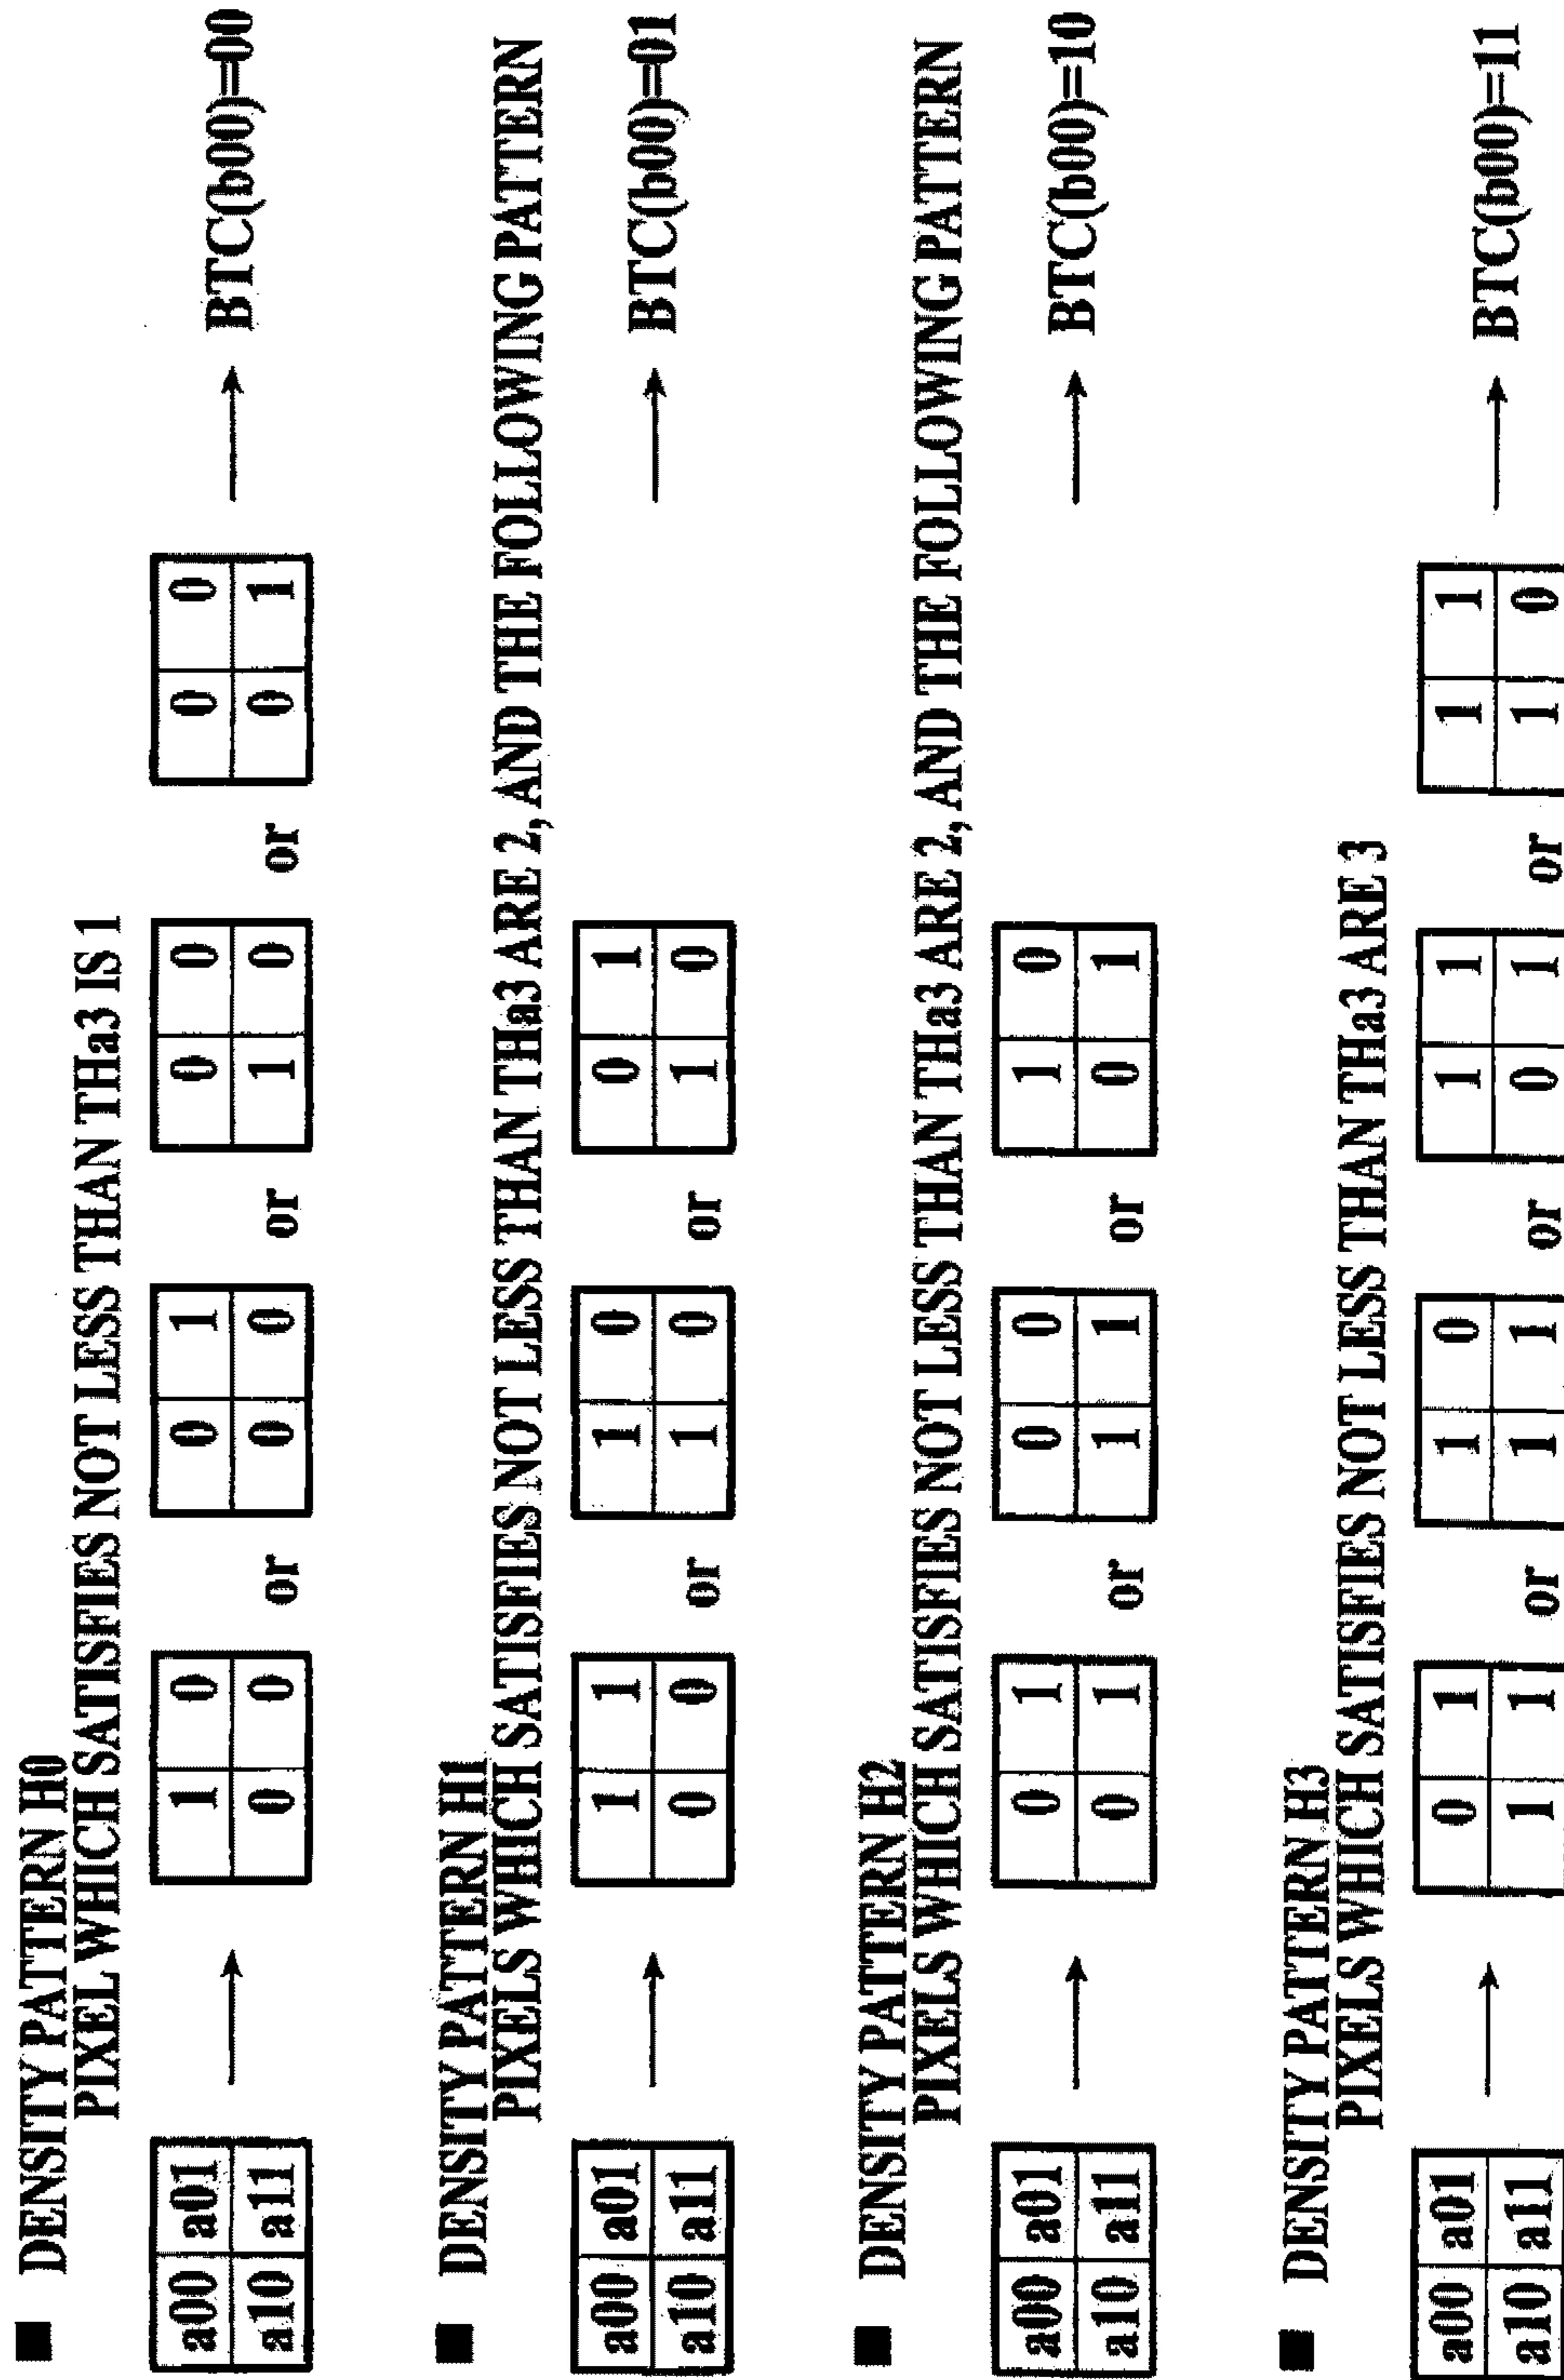 ■ DENSITY PATTERN H0
PIXEL WHICH SATISFIES NOT LESS THAN THa3 IS 1
a00 a01 1 0 0 1 0 0 0 0
a10 a11 → 0 0 or 0 0 or 1 0 or 0 1 → BTC(b00)=00
■ DENSITY PATTERN H1
PIXELS WHICH SATISFIES NOT LESS THAN THa3 ARE 2, AND THE FOLLOWING PATTERN
a00 a01 1 1 1 0 0 1
a10 a11 → 0 0 or 1 0 or 1 0 → BTC(b00)=01
■ DENSITY PATTERN H2
PIXELS WHICH SATISFIES NOT LESS THAN THa3 ARE 2, AND THE FOLLOWING PATTERN
a00 a01 0 1 0 0 1 0
a10 a11 → 0 1 or 1 1 or 0 1 → BTC(b00)=10
■ DENSITY PATTERN H3
PIXELS WHICH SATISFIES NOT LESS THAN THa3 ARE 3
a00 a01 0 1 1 0 1 1 1 1
a10 a11 → 1 1 or 1 1 or 0 1 or 1 0 → BTC(b00)=11